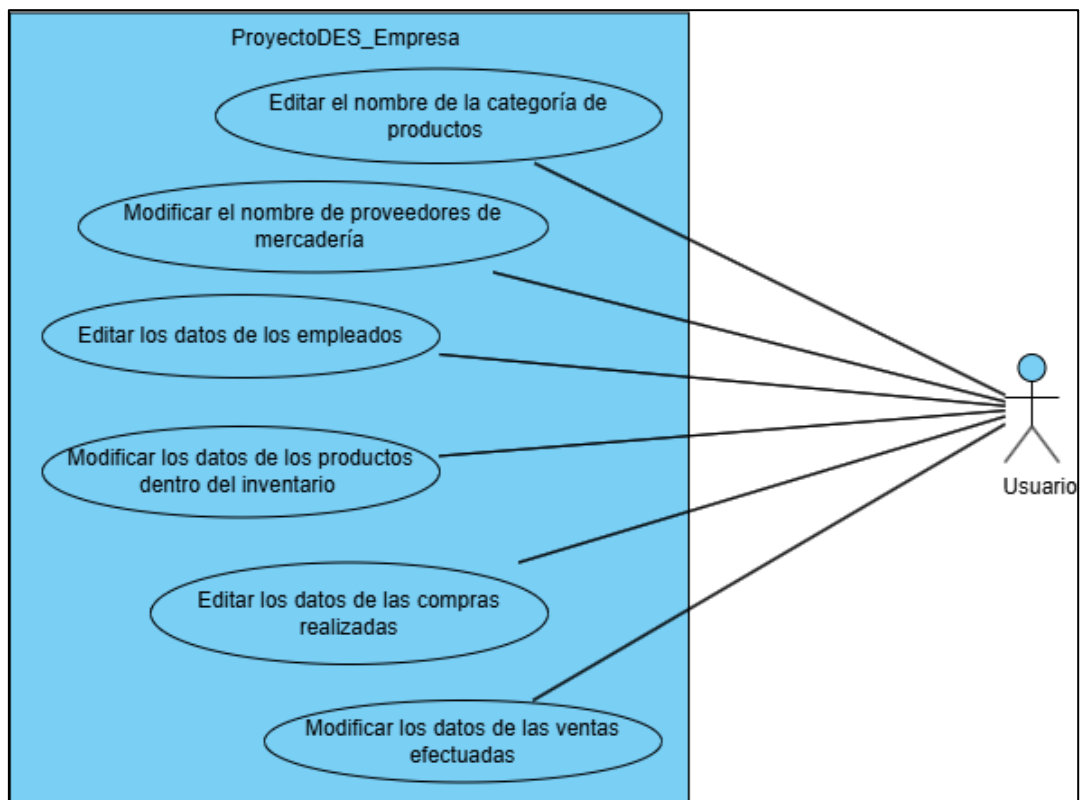 ProyectoDES_Empresa
Editar el nombre de la categoría de
productos
Modificar el nombre de proveedores de
mercadería
Editar los datos de los empleados
Modificar los datos de los productos
dentro del inventario
Usuario
Editar los datos de las compras
realizadas
Modificar los datos de las ventas
efectuadas